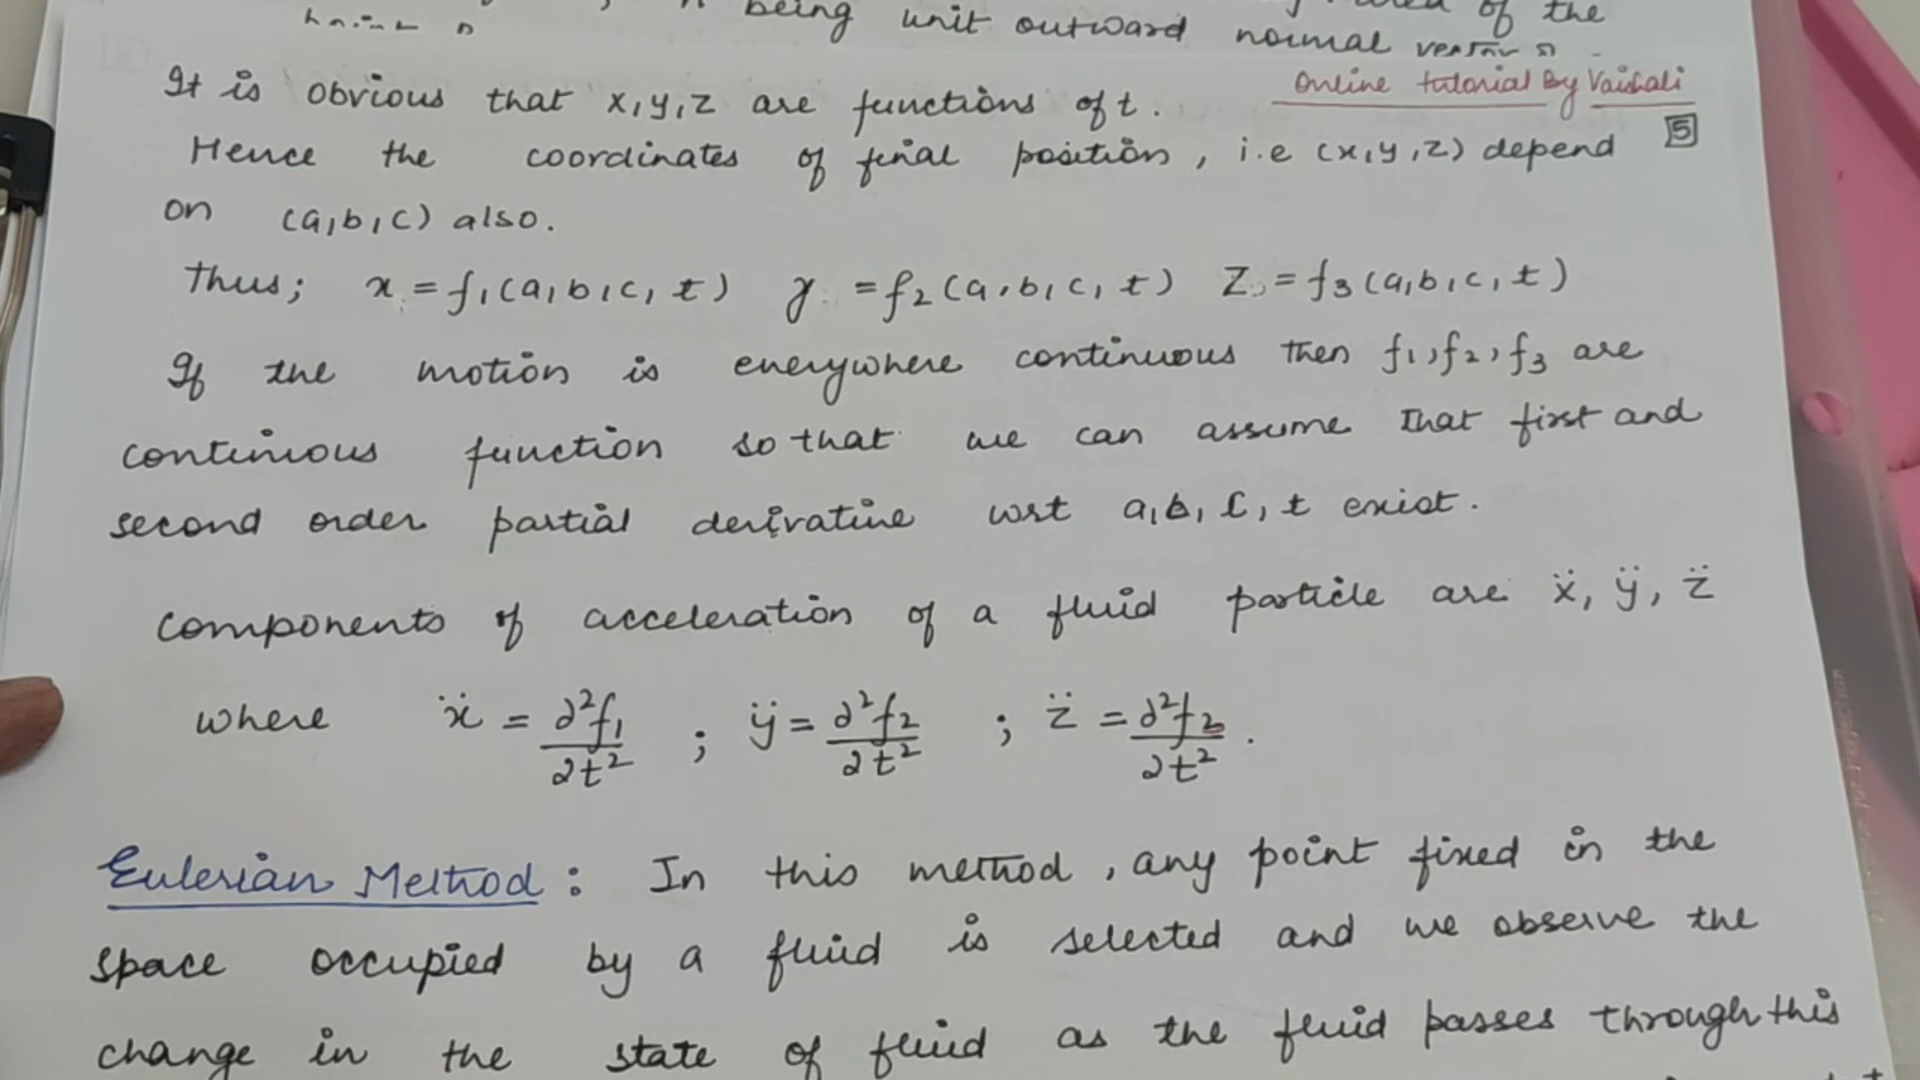 being unit outward normal vector n
of the
It is obvious that x,y,z are functions of t.
Online tutorial By Vaishali
5
Hence the coordinates of final position, i.e (x,y,z) depend
on (a,b,c) also.
Thus; x = f₁(a,b,c,t) y = f₂(a,b,c,t) z = f₃(a,b,c,t)
If the motion is everywhere continuous then f₁,f₂,f₃ are
continious function so that we can assume that first and
second order partial derivative wrt a,b,c,t exist.
components of acceleration of a fluid particle are ẍ, ÿ, z̈
where ẍ = ∂²f₁/∂t² ; ÿ = ∂²f₂/∂t² ; z̈ = ∂²f₂/∂t².
Eulerian Method : In this method, any point fixed in the
space occupied by a fluid is selected and we observe the
change in the state of fluid as the fluid passes through this